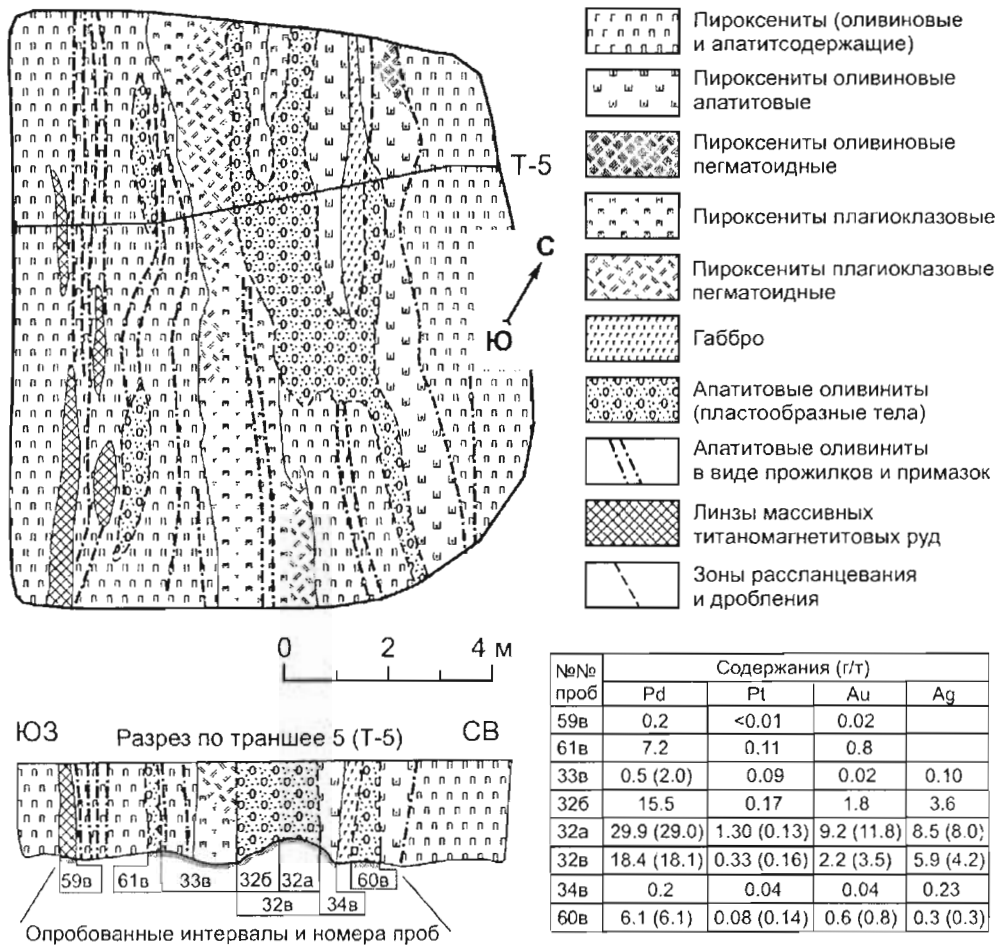 Пироксениты (оливиновые
и апатитсодержащие)
Пироксениты оливиновые
апатитовые
Пироксениты оливиновые
пегматоидные
Т-5
Пироксениты плагиоклазовые
С
Пироксениты плагиоклазовые
пегматоидные
Ю
Габбро
Апатитовые оливиниты
(пластообразные тела)
Апатитовые оливиниты
в виде прожилков и примазок
Линзы массивных
титаномагнетитовых руд
Зоны рассланцевания
и дробления
0 2 4 м
ЮЗ Разрез по траншее 5 (Т-5) СВ
59в 61в 33в 32б 32а 60в
32в 34в
Опробованные интервалы и номера проб
№№ проб Содержания (г/т)
Pd Pt Au Ag
59в 0.2 <0.01 0.02
61в 7.2 0.11 0.8
33в 0.5 (2.0) 0.09 0.02 0.10
32б 15.5 0.17 1.8 3.6
32а 29.9 (29.0) 1.30 (0.13) 9.2 (11.8) 8.5 (8.0)
32в 18.4 (18.1) 0.33 (0.16) 2.2 (3.5) 5.9 (4.2)
34в 0.2 0.04 0.04 0.23
60в 6.1 (6.1) 0.08 (0.14) 0.6 (0.8) 0.3 (0.3)